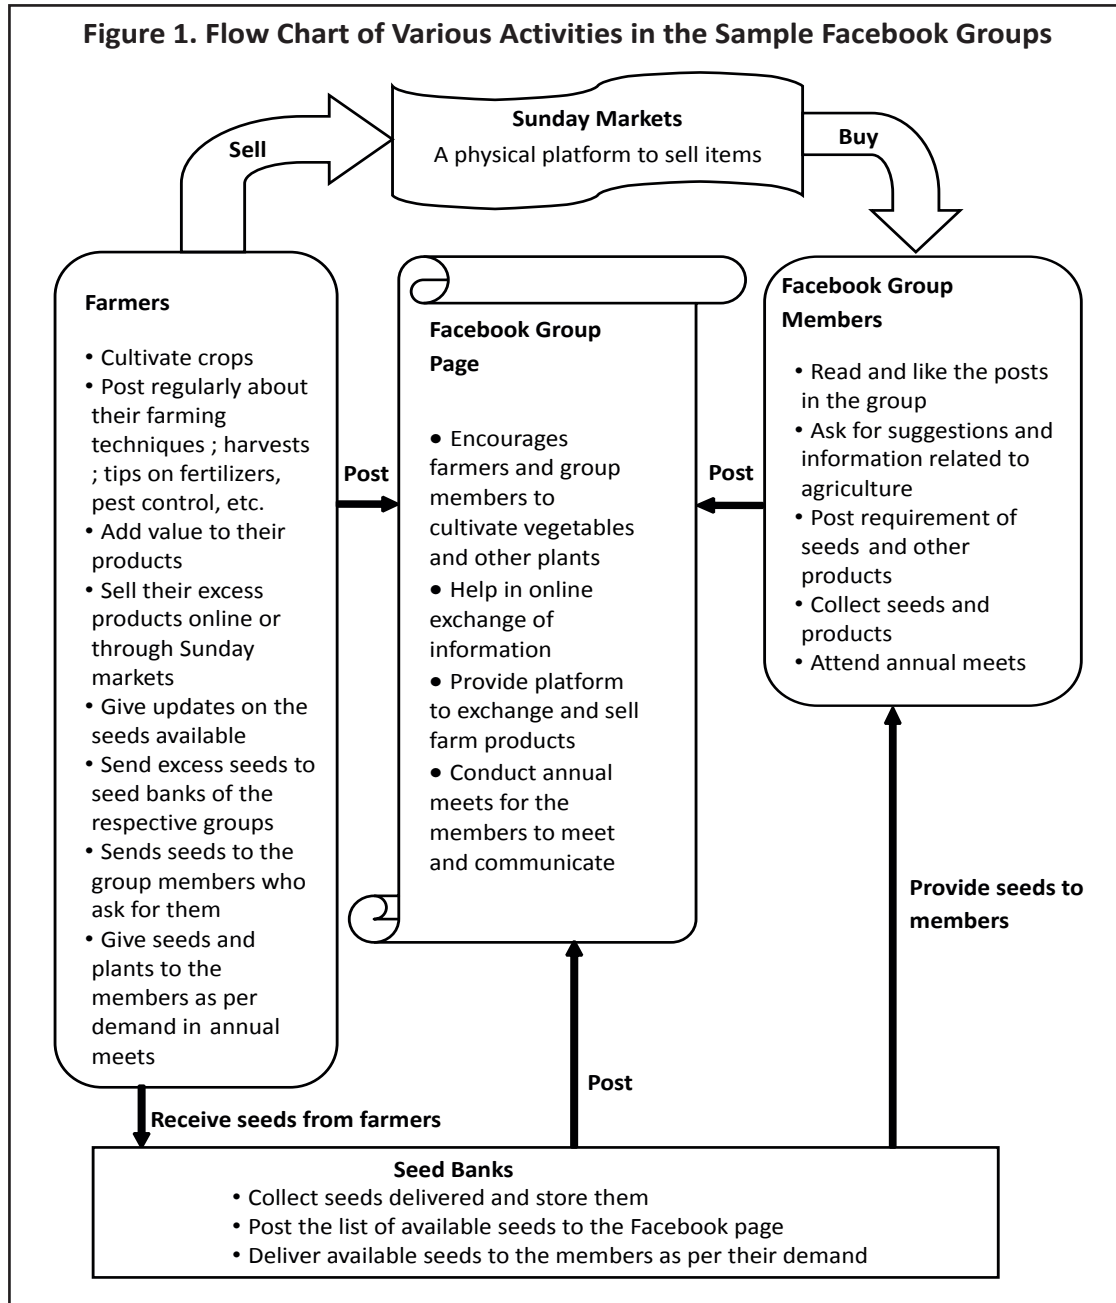 Figure 1. Flow Chart of Various Activities in the Sample Facebook Groups
Sunday Markets
A physical platform to sell items
Sell
Buy
Farmers
• Cultivate crops
• Post regularly about
their farming
techniques ; harvests
; tips on fertilizers,
pest control, etc.
• Add value to their
products
• Sell their excess
products online or
through Sunday
markets
• Give updates on the
seeds available
• Send excess seeds to
seed banks of the
respective groups
• Sends seeds to the
group members who
ask for them
• Give seeds and
plants to the
members as per
demand in annual
meets
Post
Facebook Group
Page
• Encourages
farmers and group
members to
cultivate vegetables
and other plants
• Help in online
exchange of
information
• Provide platform
to exchange and sell
farm products
• Conduct annual
meets for the
members to meet
and communicate
Post
Facebook Group
Members
• Read and like the posts
in the group
• Ask for suggestions and
information related to
agriculture
• Post requirement of
seeds and other
products
• Collect seeds and
products
• Attend annual meets
Provide seeds to
members
Post
Receive seeds from farmers
Seed Banks
• Collect seeds delivered and store them
• Post the list of available seeds to the Facebook page
• Deliver available seeds to the members as per their demand